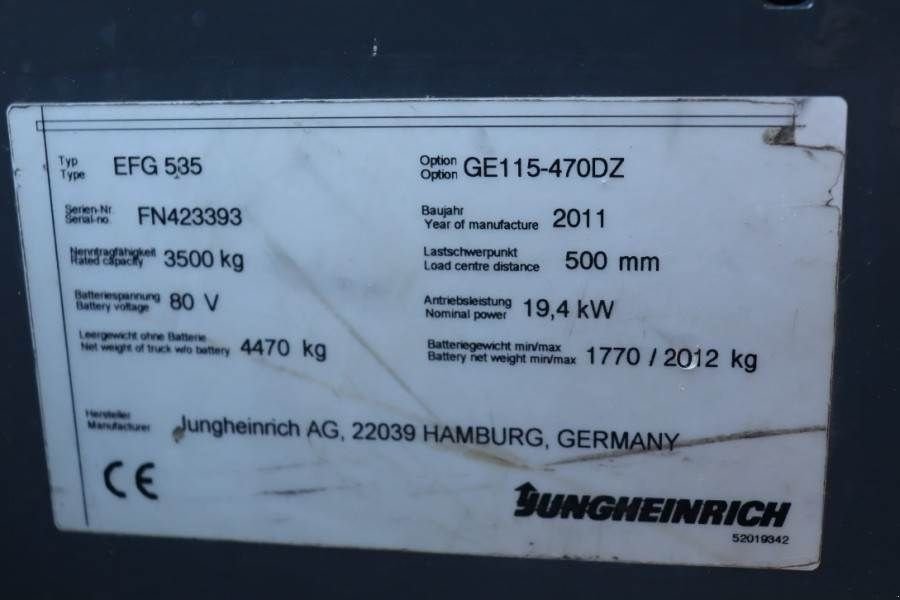 Typ
Type EFG 535
Option
Option GE115-470DZ
Serien-Nr.
Serial-no. FN423393
Baujahr
Year of manufacture 2011
Nenntragfähigkeit
Rated capacity 3500 kg
Lastschwerpunkt
Load centre distance 500 mm
Batteriespannung
Battery voltage 80 V
Antriebsleistung
Nominal power 19,4 kW
Leergewicht ohne Batterie
Net weight of truck w/o battery 4470 kg
Batteriegewicht min/max
Battery net weight min/max 1770 / 2012 kg
Hersteller
Manufacturer Jungheinrich AG, 22039 HAMBURG, GERMANY
CE
JUNGHEINRICH
52019342